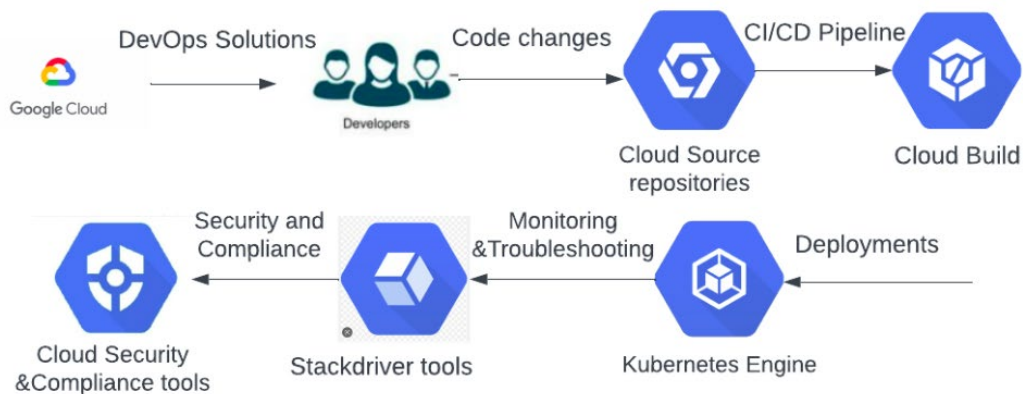 DevOps Solutions
Google Cloud
Developers
Code changes
Cloud Source
repositories
CI/CD Pipeline
Cloud Build
Deployments
Kubernetes Engine
Monitoring
&Troubleshooting
Stackdriver tools
Security and
Compliance
Cloud Security
&Compliance tools